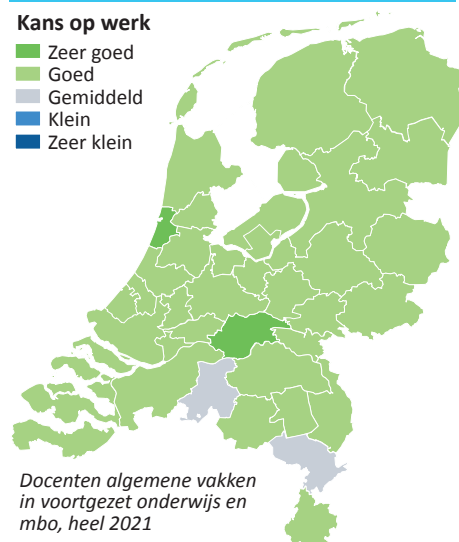 Kans op werk
Zeer goed
Goed
Gemiddeld
Klein
Zeer klein
Docenten algemene vakken
in voortgezet onderwijs en
mbo, heel 2021